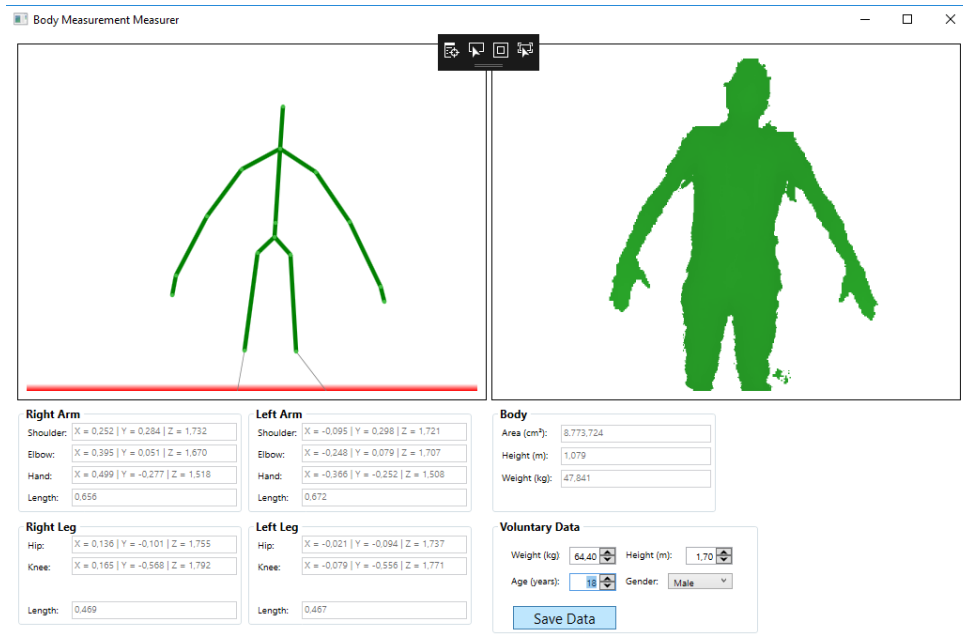 Body Measurement Measurer
Right Arm
Shoulder: X = 0,252 | Y = 0,284 | Z = 1,732
Elbow: X = 0,395 | Y = 0,051 | Z = 1,670
Hand: X = 0,499 | Y = -0,277 | Z = 1,518
Length: 0,656
Left Arm
Shoulder: X = -0,095 | Y = 0,298 | Z = 1,721
Elbow: X = -0,248 | Y = 0,079 | Z = 1,707
Hand: X = -0,366 | Y = -0,252 | Z = 1,508
Length: 0,672
Body
Area (cm²): 8.773,724
Height (m): 1,079
Weight (kg): 47,841
Right Leg
Hip: X = 0,136 | Y = -0,101 | Z = 1,755
Knee: X = 0,165 | Y = -0,568 | Z = 1,792
Length: 0,469
Left Leg
Hip: X = -0,021 | Y = -0,094 | Z = 1,737
Knee: X = -0,079 | Y = -0,556 | Z = 1,771
Length: 0,467
Voluntary Data
Weight (kg) 64,40 Height (m): 1,70
Age (years): 18 Gender: Male
Save Data